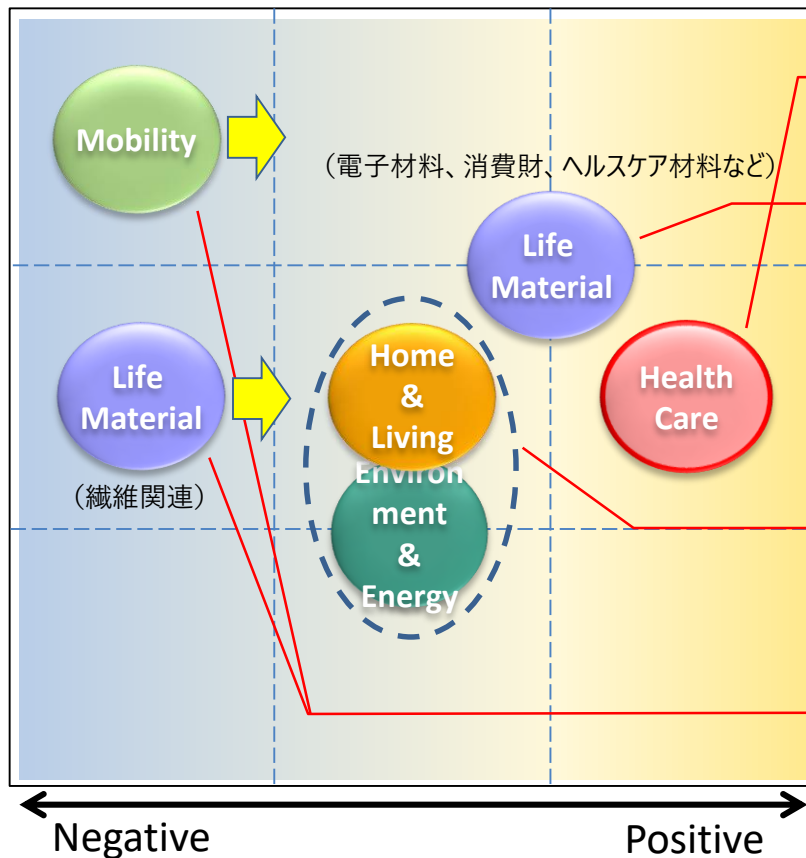 Mobility
（電子材料、消費財、ヘルスケア材料など）
Life
Material
Home
&
Living
Life
Material
Health
Care
（繊維関連）
Environ
ment
&
Energy
Negative
Positive